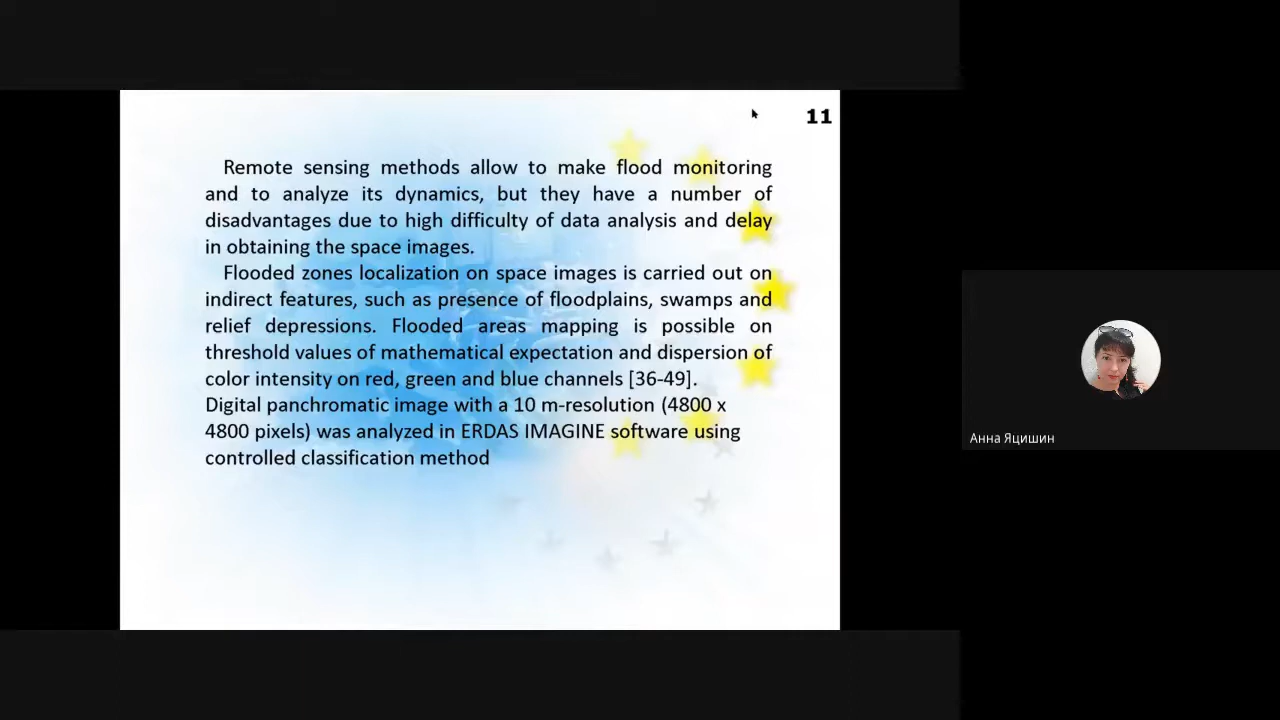 11
Remote sensing methods allow to make flood monitoring
and to analyze its dynamics, but they have a number of
disadvantages due to high difficulty of data analysis and delay
in obtaining the space images.
Flooded zones localization on space images is carried out on
indirect features, such as presence of floodplains, swamps and
relief depressions. Flooded areas mapping is possible on
threshold values of mathematical expectation and dispersion of
color intensity on red, green and blue channels [36-49].
Digital panchromatic image with a 10 m-resolution (4800 x
4800 pixels) was analyzed in ERDAS IMAGINE software using
controlled classification method
Анна Яцишин